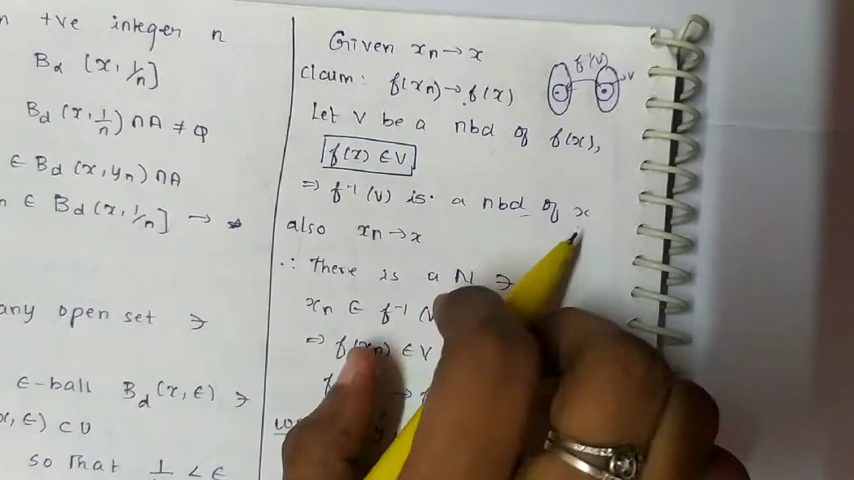 +ve integer n
Bd (x, 1/n)]
Bd (x, 1/n) ∩ A ≠ φ
∈ Bd (x, yn) ∩ A
∈ Bd (x, 1/n] →
any open set ∋
ε-ball Bd (x, ε) ∋
ε) ⊂ U
so That 1/n < ε
Given xn → x
Claim: f(xn) → f(x)
Let V be a nbd of f(x),
f(x) ∈ V
⇒ f⁻¹ (V) is a nbd of x
also xn → x
∴ There is a N ∋
xn ∈ f⁻¹ (V
⇒ f(xn) ∈ V
f⁻¹(V)
V